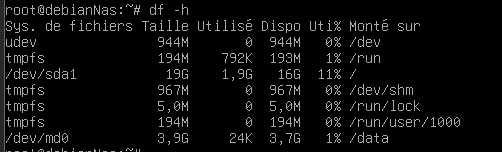 root@debianNas:~# df -h
Sys. de fichiers Taille Utilisé Dispo Uti% Monté sur
udev 944M 0 944M 0% /dev
tmpfs 194M 792K 193M 1% /run
/dev/sda1 19G 1,9G 16G 11% /
tmpfs 967M 0 967M 0% /dev/shm
tmpfs 5,0M 0 5,0M 0% /run/lock
tmpfs 194M 0 194M 0% /run/user/1000
/dev/md0 3,9G 24K 3,7G 1% /data
root@debianNas:~#